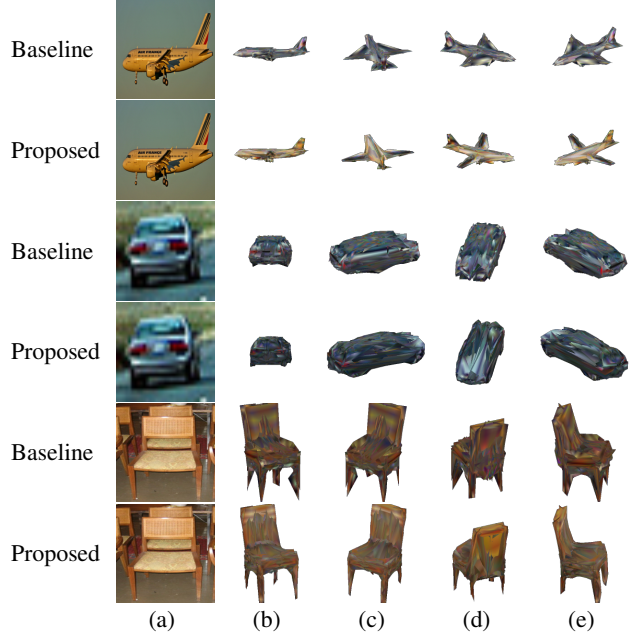 Baseline
AIR FRANCE
Proposed
AIR FRANCE
Baseline
Proposed
Baseline
Proposed
(a) (b) (c) (d) (e)